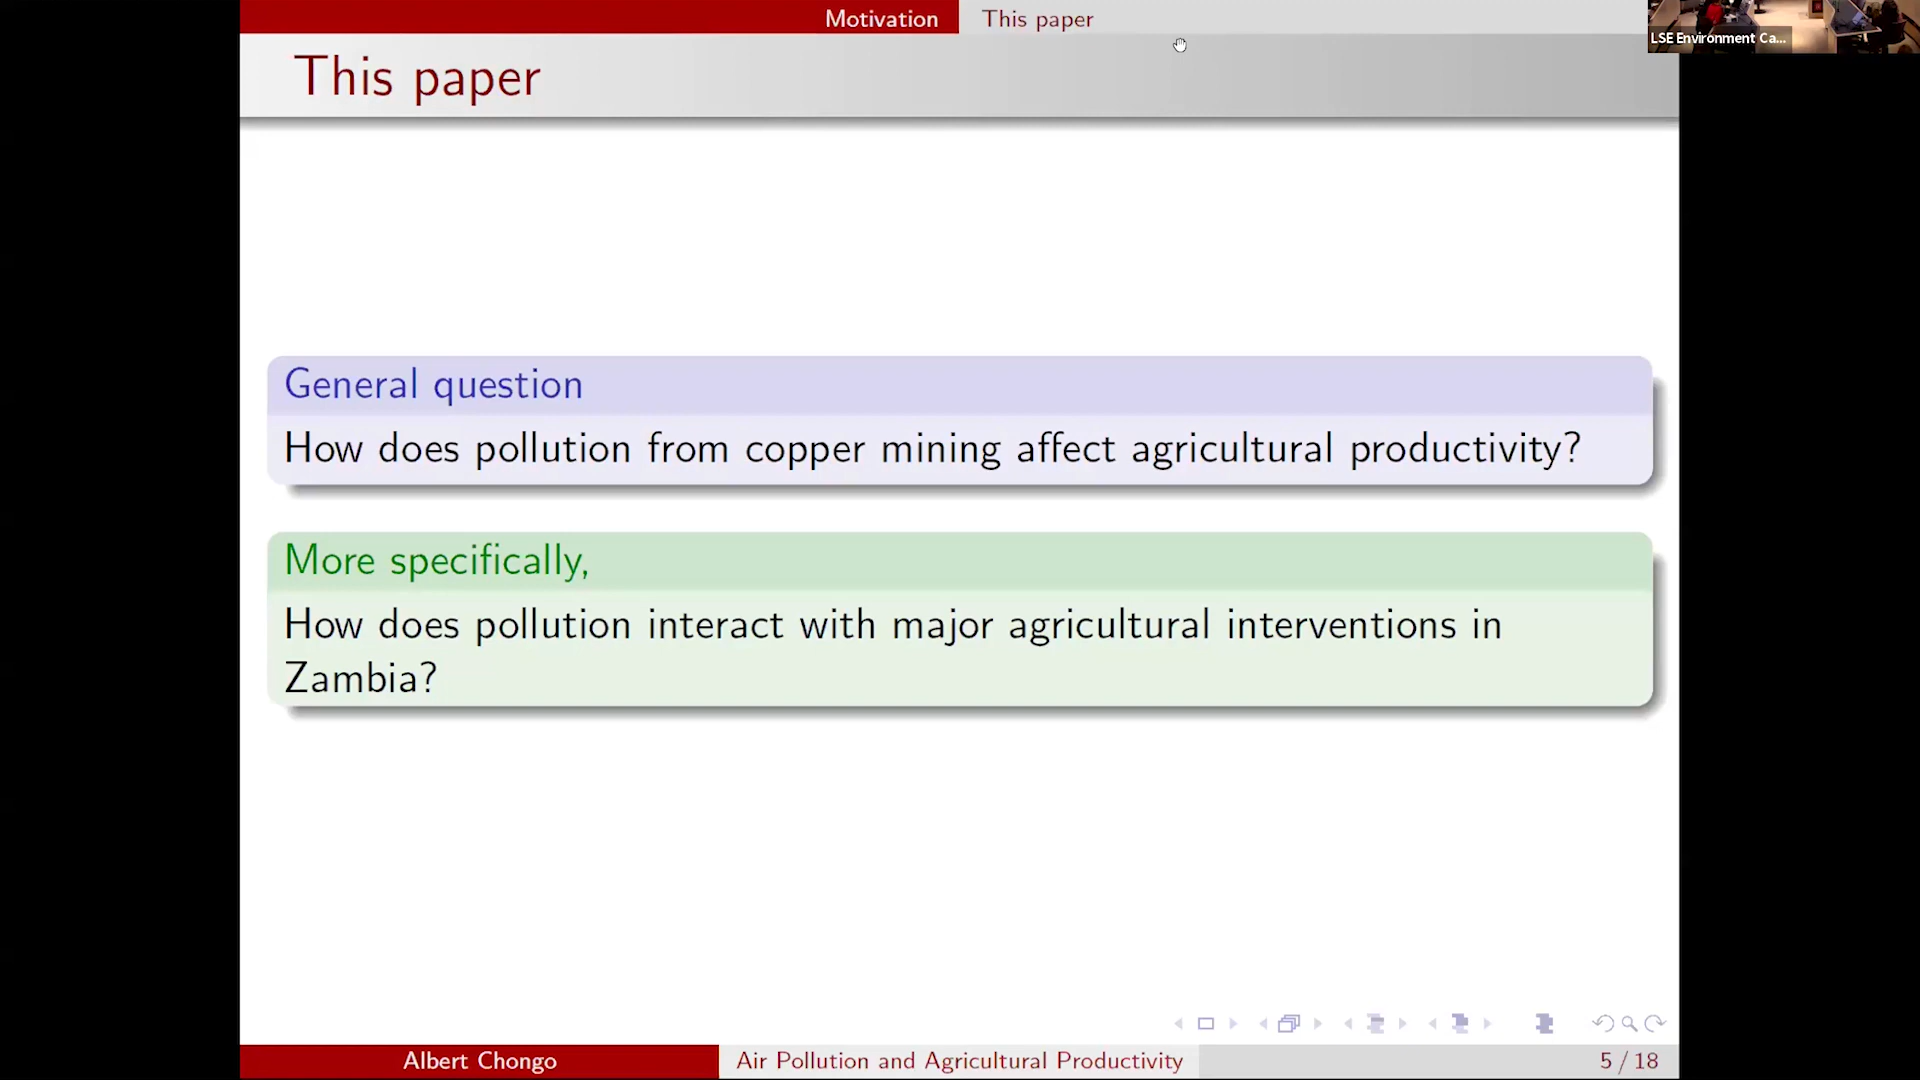 Motivation
This paper
LSE Environment Ca...
This paper
General question
How does pollution from copper mining affect agricultural productivity?
More specifically,
How does pollution interact with major agricultural interventions in
Zambia?
Albert Chongo
Air Pollution and Agricultural Productivity
5 / 18